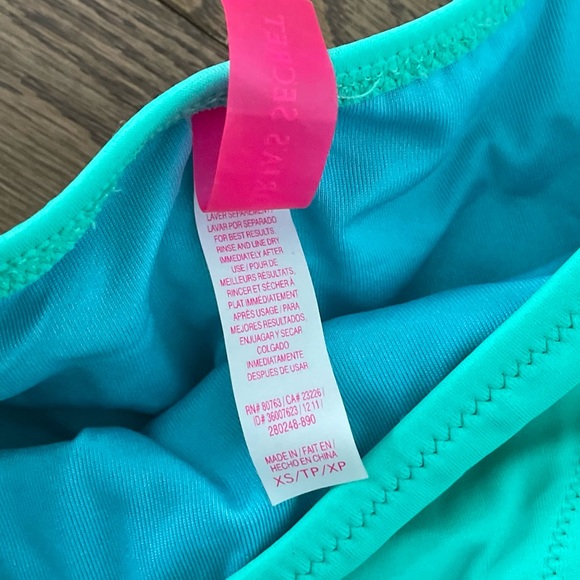 LAVER SÉPARÉMENT/
LAVAR POR SEPARADO
FOR BEST RESULTS
RINSE AND LINE DRY
IMMEDIATELY AFTER
USE / POUR DE
MEILLEURS RÉSULTATS,
RINCER ET SÉCHER À
PLAT IMMÉDIATEMENT
APRÈS USAGE / PARA
MEJORES RESULTADOS,
ENJUAGAR Y SECAR
COLGADO
INMEDIATAMENTE
DESPUES DE USAR
RN# 80763 / CA# 23226 /
ID# 36007623 / 12 11 /
280248-890
MADE IN / FAIT EN /
HECHO EN CHINA
XS/TP/XP